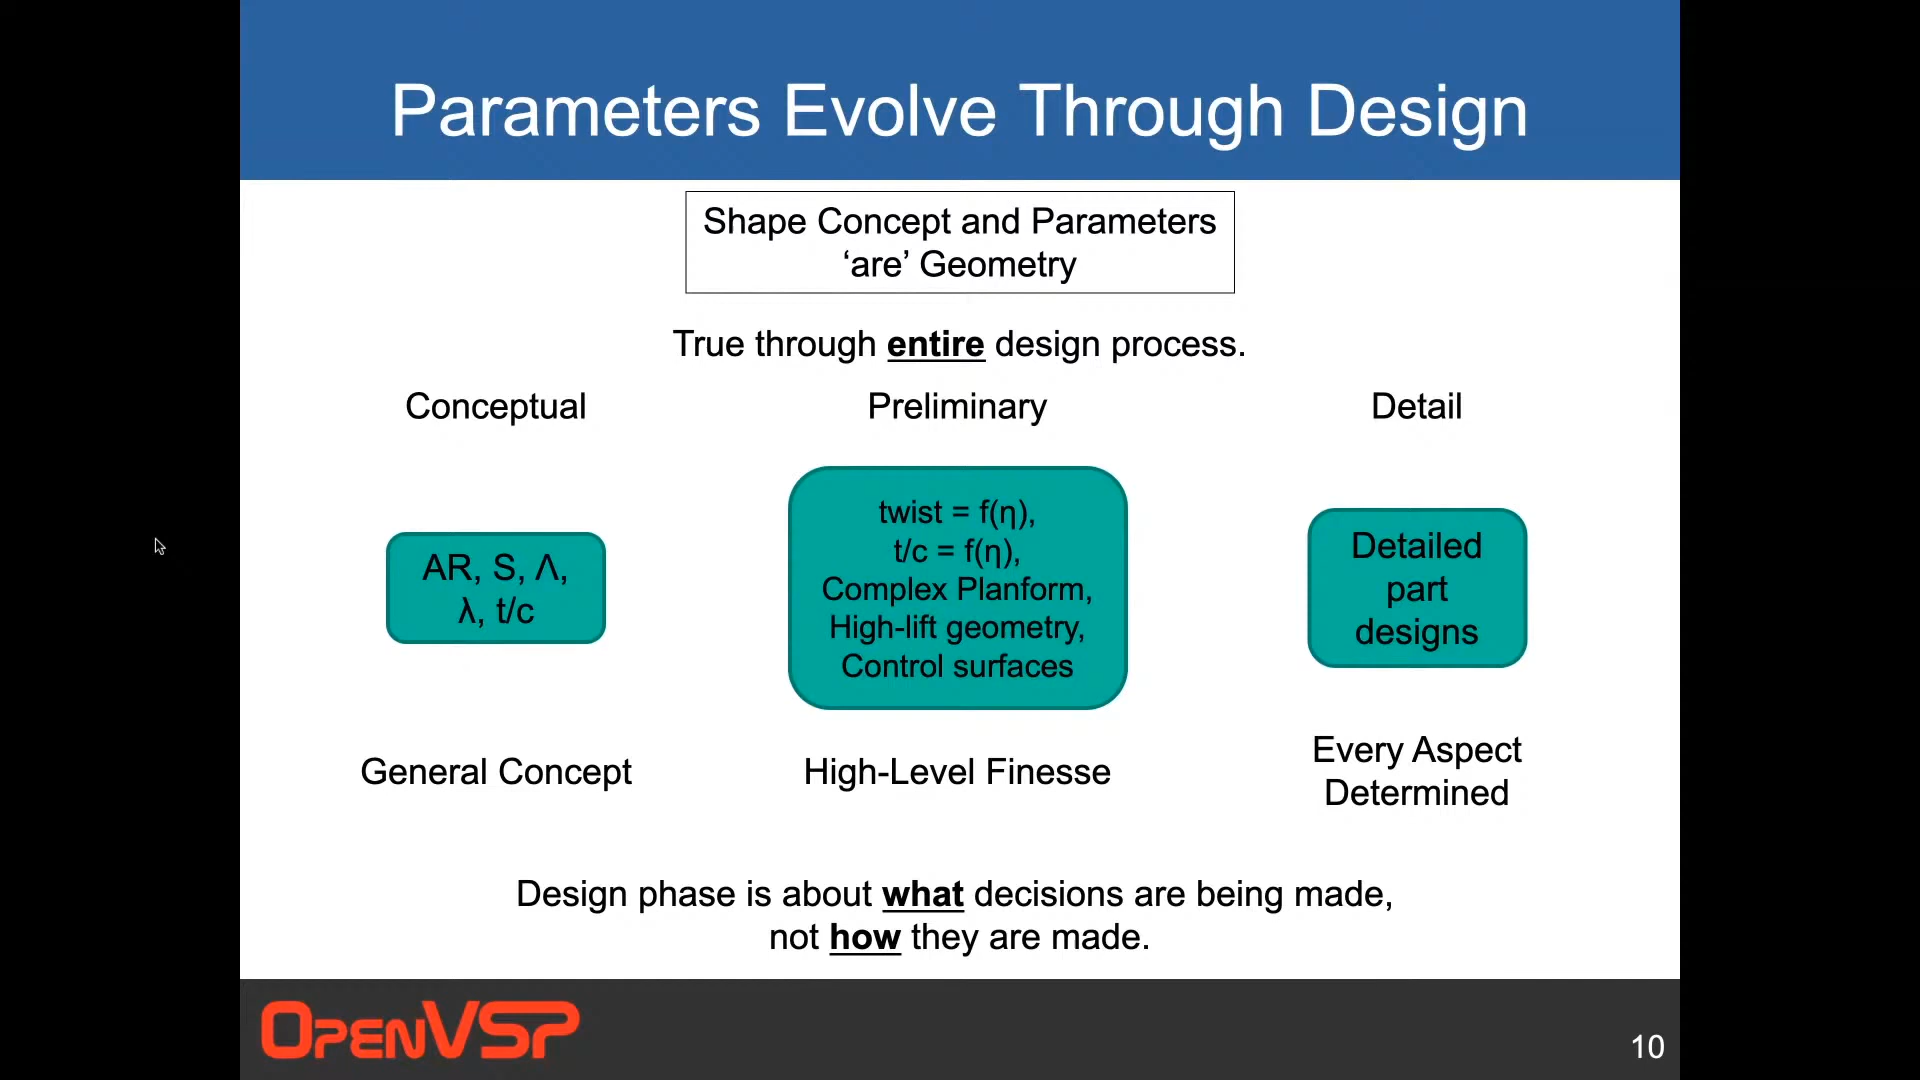 Parameters Evolve Through Design
Shape Concept and Parameters
‘are’ Geometry
True through entire design process.
Conceptual
Preliminary
Detail
AR, S, Λ,
λ, t/c
twist = f(η),
t/c = f(η),
Complex Planform,
High-lift geometry,
Control surfaces
Detailed
part
designs
General Concept
High-Level Finesse
Every Aspect
Determined
Design phase is about what decisions are being made,
not how they are made.
OpenVSP
10